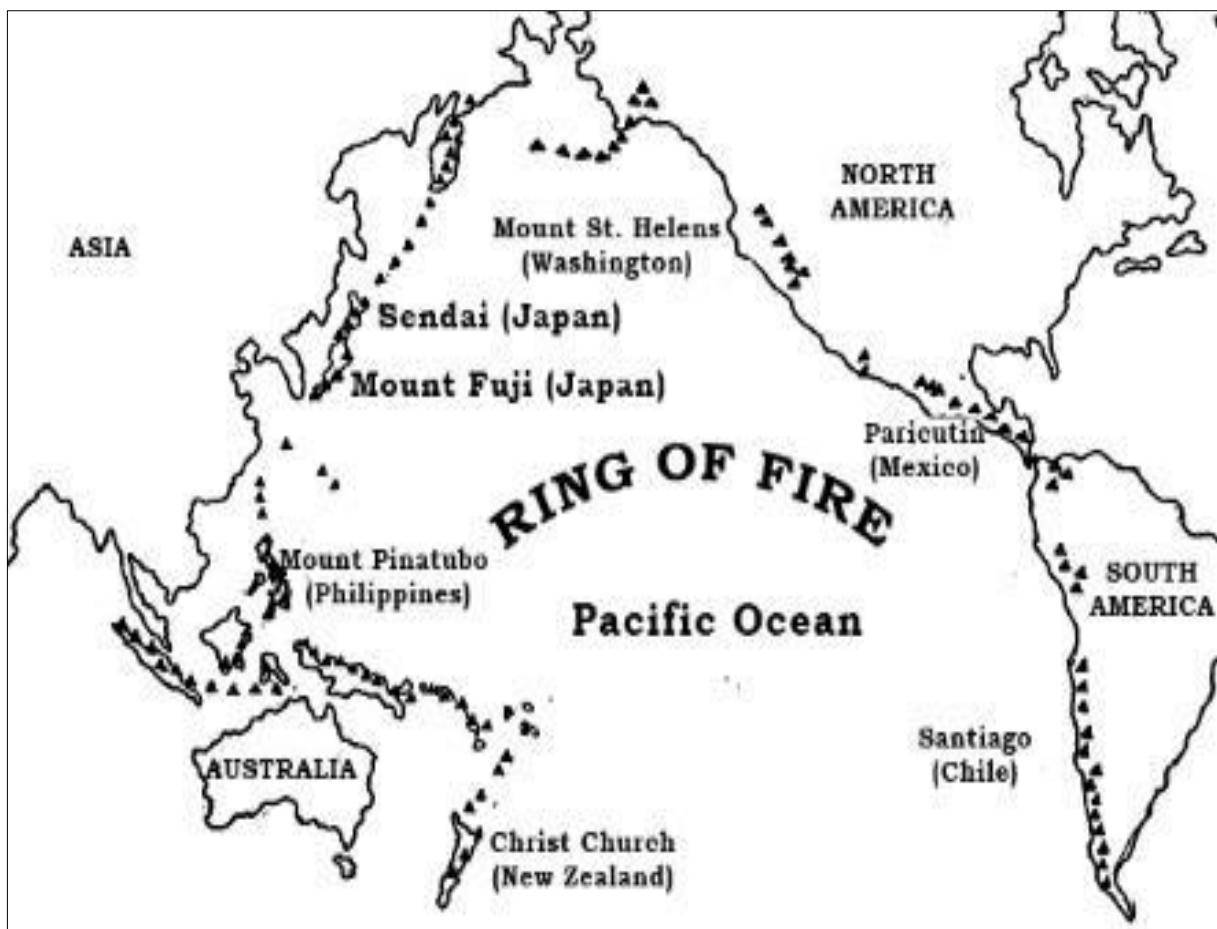 NORTH
AMERICA
ASIA
Mount St. Helens
(Washington)
Sendai (Japan)
Mount Fuji (Japan)
Paricutin
(Mexico)
RING OF FIRE
Mount Pinatubo
(Philippines)
SOUTH
AMERICA
Pacific Ocean
Santiago
(Chile)
AUSTRALIA
Christ Church
(New Zealand)